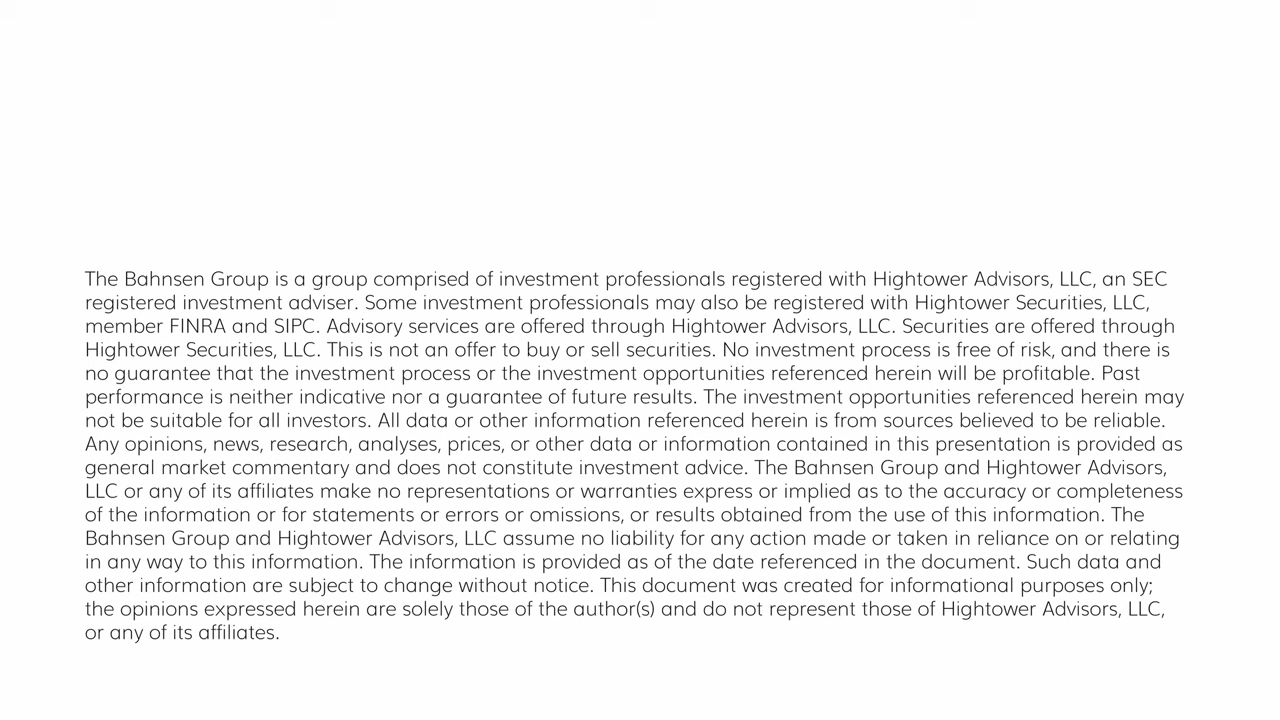 The Bahnsen Group is a group comprised of investment professionals registered with Hightower Advisors, LLC, an SEC
registered investment adviser. Some investment professionals may also be registered with Hightower Securities, LLC,
member FINRA and SIPC. Advisory services are offered through Hightower Advisors, LLC. Securities are offered through
Hightower Securities, LLC. This is not an offer to buy or sell securities. No investment process is free of risk, and there is
no guarantee that the investment process or the investment opportunities referenced herein will be profitable. Past
performance is neither indicative nor a guarantee of future results. The investment opportunities referenced herein may
not be suitable for all investors. All data or other information referenced herein is from sources believed to be reliable.
Any opinions, news, research, analyses, prices, or other data or information contained in this presentation is provided as
general market commentary and does not constitute investment advice. The Bahnsen Group and Hightower Advisors,
LLC or any of its affiliates make no representations or warranties express or implied as to the accuracy or completeness
of the information or for statements or errors or omissions, or results obtained from the use of this information. The
Bahnsen Group and Hightower Advisors, LLC assume no liability for any action made or taken in reliance on or relating
in any way to this information. The information is provided as of the date referenced in the document. Such data and
other information are subject to change without notice. This document was created for informational purposes only;
the opinions expressed herein are solely those of the author(s) and do not represent those of Hightower Advisors, LLC,
or any of its affiliates.